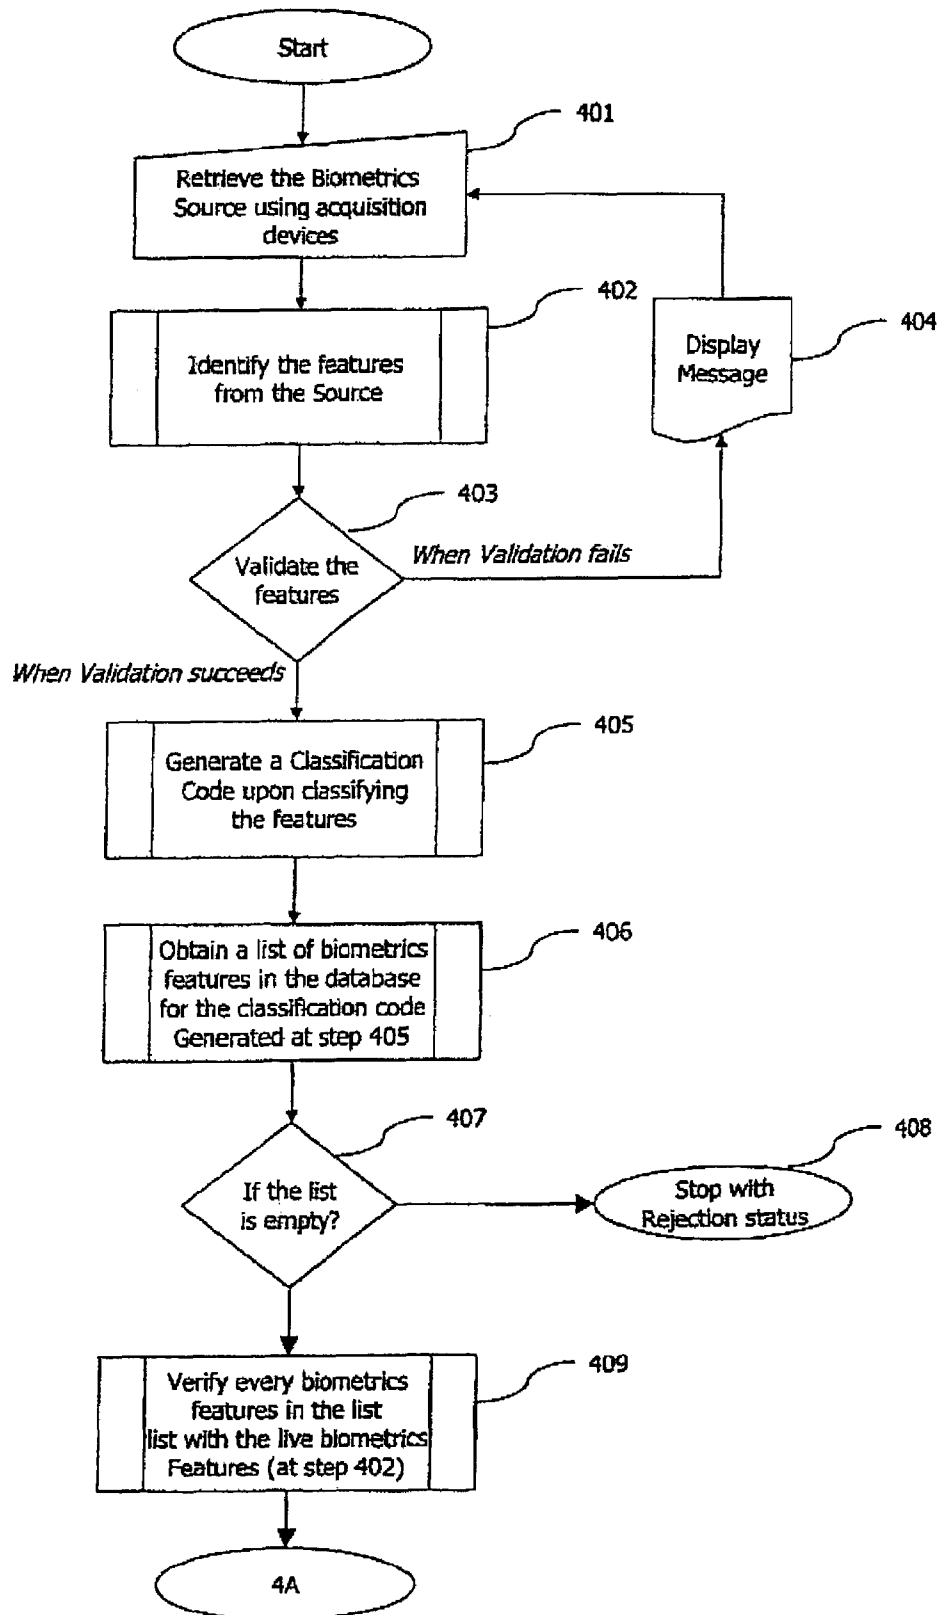 Start
401
Retrieve the Biometrics
Source using acquisition
devices
402
Identify the features
from the Source
404
Display
Message
403
Validate the
features
When Validation fails
When Validation succeeds
405
Generate a Classification
Code upon classifying
the features
406
Obtain a list of biometrics
features in the database
for the classification code
Generated at step 405
407
If the list
is empty?
408
Stop with
Rejection status
409
Verify every biometrics
features in the list
list with the live biometrics
Features (at step 402)
4A